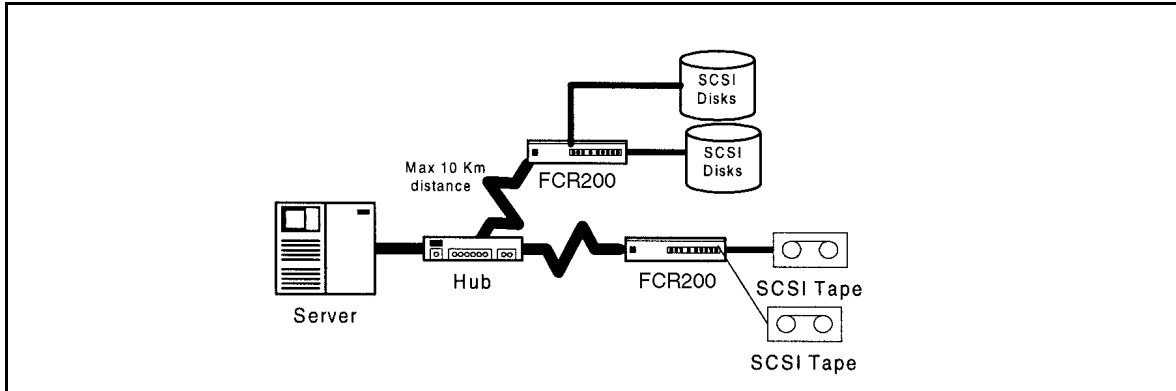 SCSI
Disks
SCSI
Disks
Max 10 Km
distance
FCR200
Hub
FCR200
Server
SCSI Tape
SCSI Tape